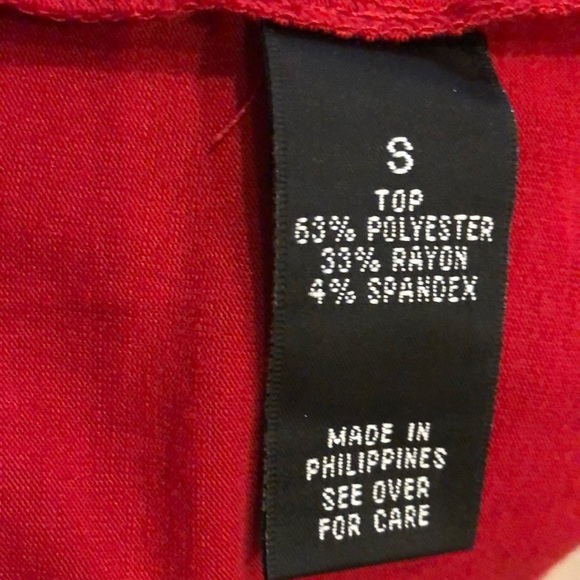 S
TOP
63% POLYESTER
33% RAYON
4% SPANDEX
MADE IN
PHILIPPINES
SEE OVER
FOR CARE